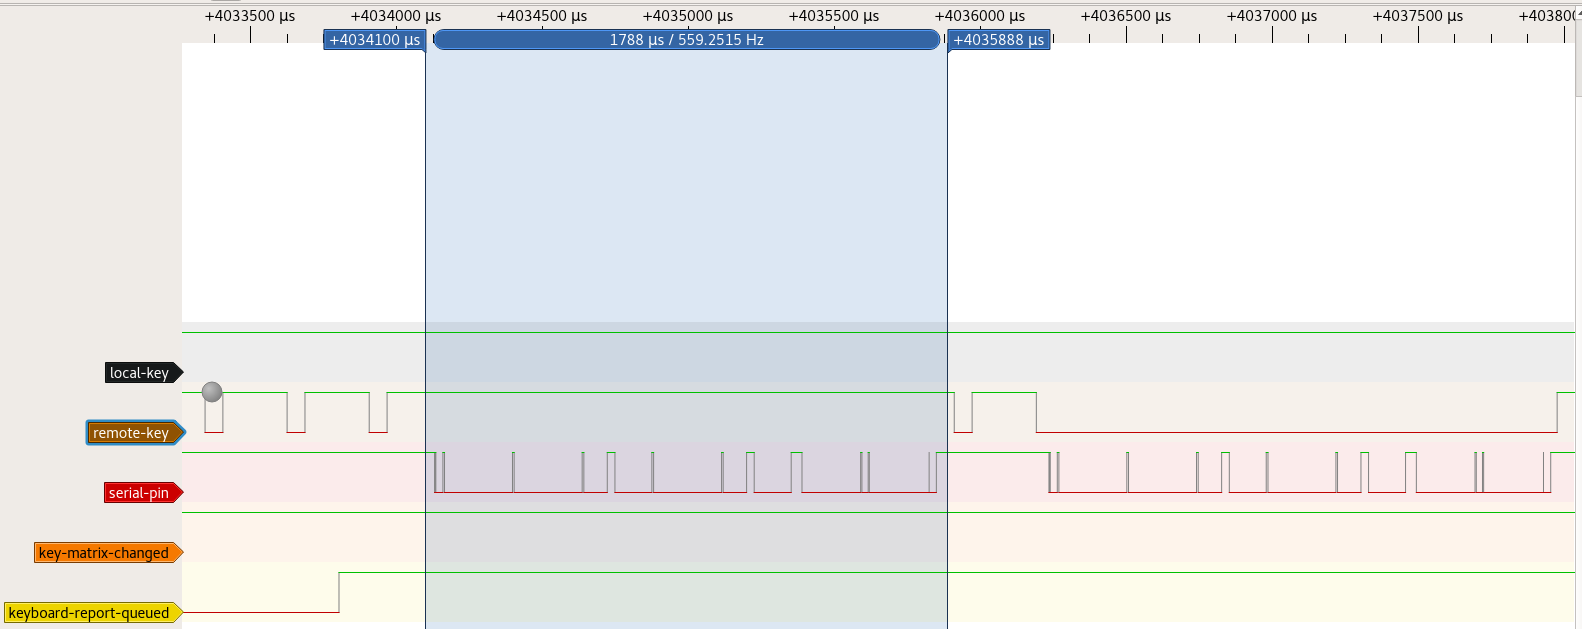 +4033500 µs +4034000 µs +4034500 µs +4035000 µs +4035500 µs +4036000 µs +4036500 µs +4037000 µs +4037500 µs +403800
+4034100 µs 1788 µs / 559.2515 Hz +4035888 µs
local-key
remote-key
serial-pin
key-matrix-changed
keyboard-report-queued